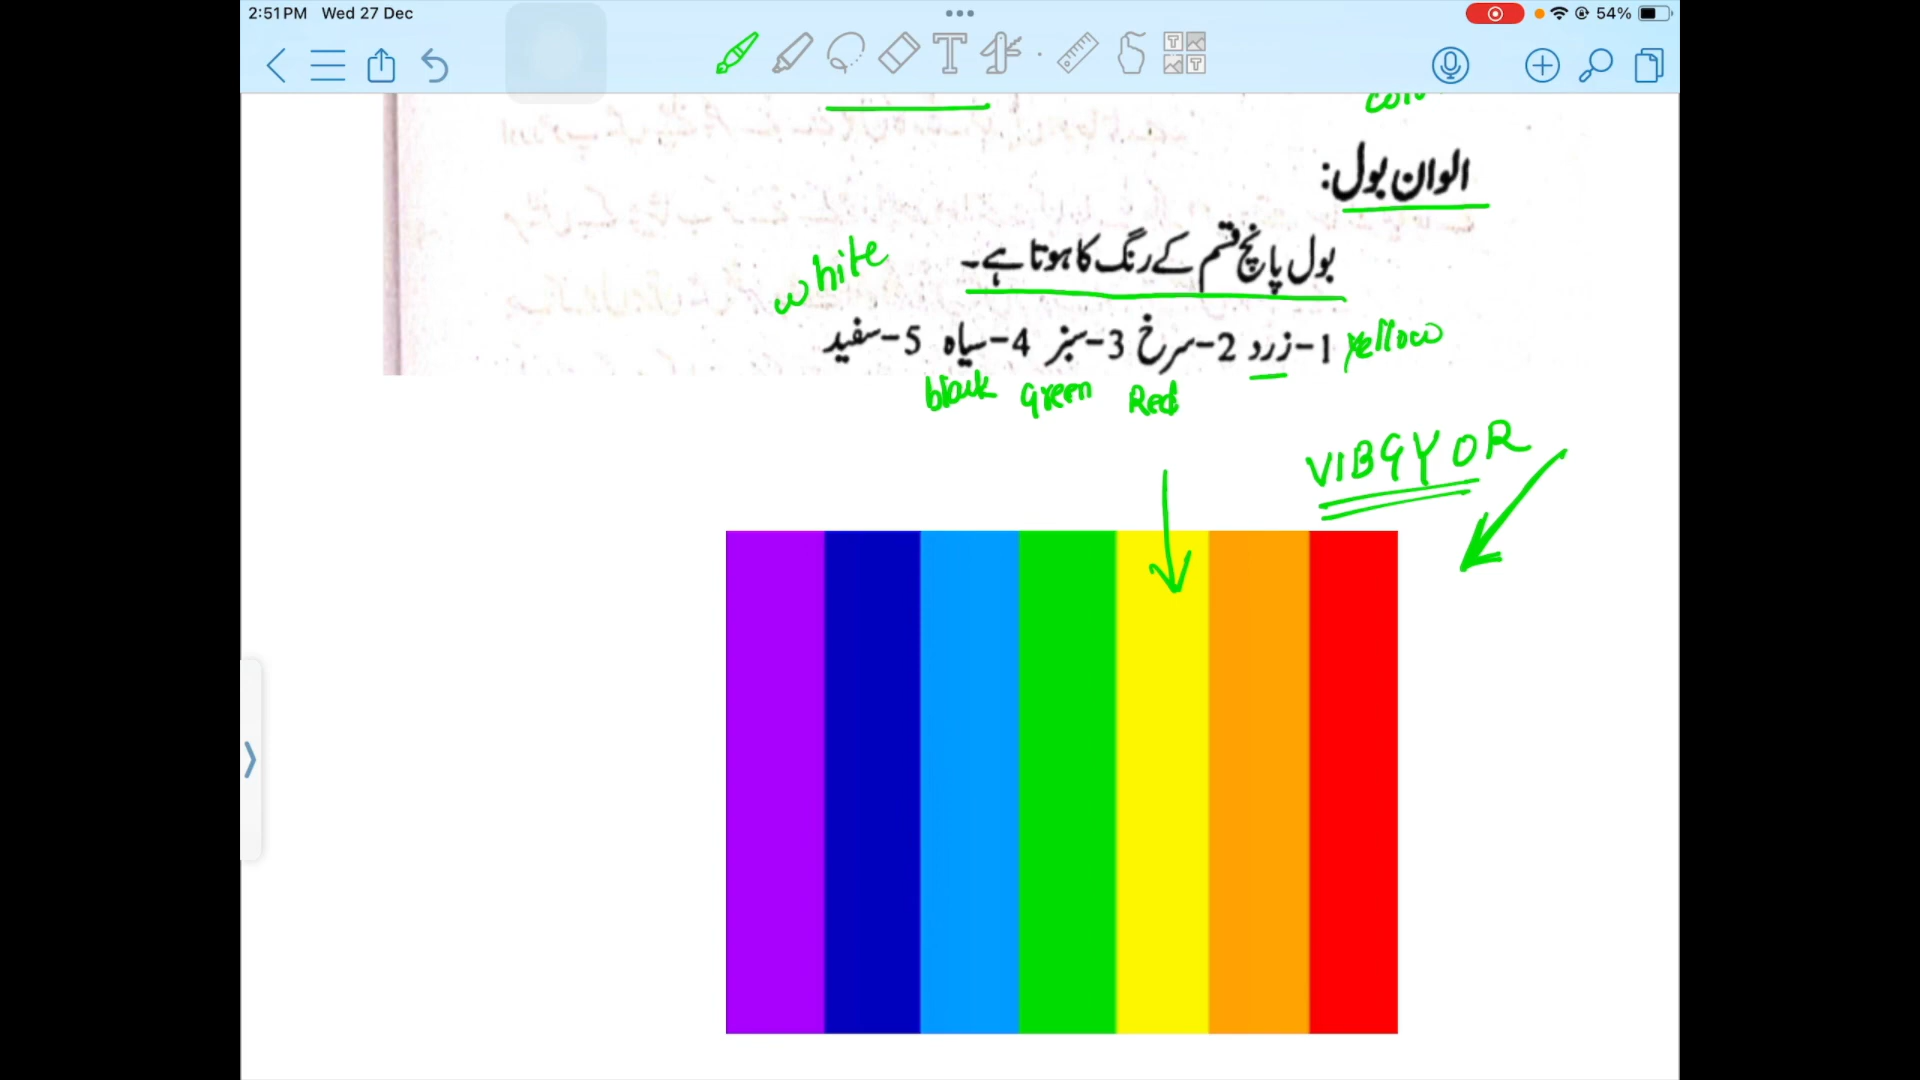 2:51 PM Wed 27 Dec
54%
الوان بول:
بول پانچ قسم کے رنگ کا ہوتا ہے۔
white
1-زرد 2-سرخ 3-سبز 4-سیاہ 5-سفید
yellow
black green Red
VIBGYOR